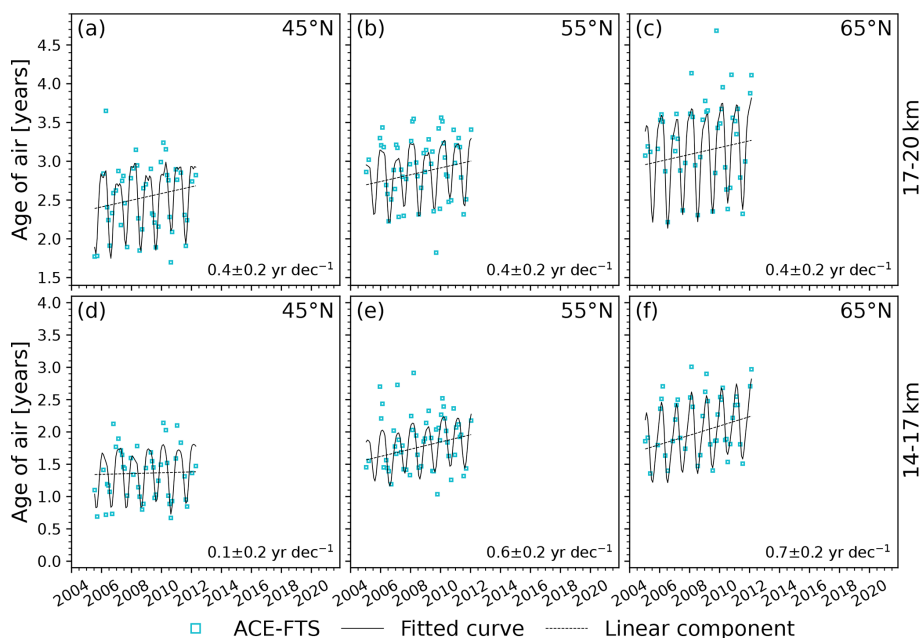 (a) 45°N
(b) 55°N
(c) 65°N
Age of air [years]
4.5
4.0
3.5
3.0
2.5
2.0
1.5
0.4±0.2 yr dec⁻¹
0.4±0.2 yr dec⁻¹
0.4±0.2 yr dec⁻¹
17-20 km
(d) 45°N
(e) 55°N
(f) 65°N
Age of air [years]
4.0
3.5
3.0
2.5
2.0
1.5
1.0
0.5
0.0
0.1±0.2 yr dec⁻¹
0.6±0.2 yr dec⁻¹
0.7±0.2 yr dec⁻¹
14-17 km
2004 2006 2008 2010 2012 2014 2016 2018 2020
2004 2006 2008 2010 2012 2014 2016 2018 2020
2004 2006 2008 2010 2012 2014 2016 2018 2020
ACE-FTS Fitted curve Linear component